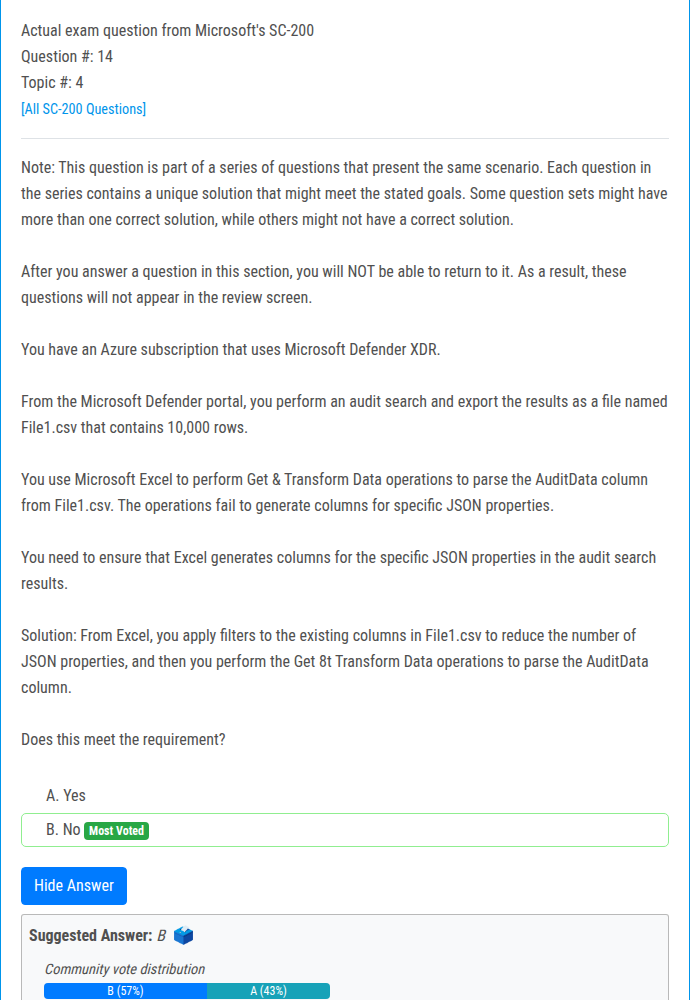 Actual exam question from Microsoft's SC-200
Question #: 14
Topic #: 4
[All SC-200 Questions]
Note: This question is part of a series of questions that present the same scenario. Each question in
the series contains a unique solution that might meet the stated goals. Some question sets might have
more than one correct solution, while others might not have a correct solution.
After you answer a question in this section, you will NOT be able to return to it. As a result, these
questions will not appear in the review screen.
You have an Azure subscription that uses Microsoft Defender XDR.
From the Microsoft Defender portal, you perform an audit search and export the results as a file named
File1.csv that contains 10,000 rows.
You use Microsoft Excel to perform Get & Transform Data operations to parse the AuditData column
from File1.csv. The operations fail to generate columns for specific JSON properties.
You need to ensure that Excel generates columns for the specific JSON properties in the audit search
results.
Solution: From Excel, you apply filters to the existing columns in File1.csv to reduce the number of
JSON properties, and then you perform the Get 8t Transform Data operations to parse the AuditData
column.
Does this meet the requirement?
A. Yes
B. No Most Voted
Hide Answer
Suggested Answer: B
Community vote distribution
B (57%) A (43%)